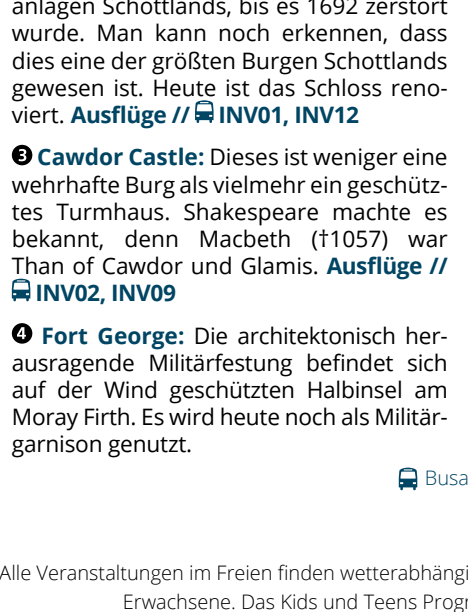 anlagen Schottlands, bis es 1692 zerstört
wurde. Man kann noch erkennen, dass
dies eine der größten Burgen Schottlands
gewesen ist. Heute ist das Schloss reno-
viert. Ausflüge // INV01, INV12
❸ Cawdor Castle: Dieses ist weniger eine
wehrhafte Burg als vielmehr ein geschütz-
tes Turmhaus. Shakespeare machte es
bekannt, denn Macbeth (†1057) war
Than of Cawdor und Glamis. Ausflüge //
INV02, INV09
❹ Fort George: Die architektonisch her-
ausragende Militärfestung befindet sich
auf der Wind geschützten Halbinsel am
Moray Firth. Es wird heute noch als Militär-
garnison genutzt.
Busa
Alle Veranstaltungen im Freien finden wetterabhängi
Erwachsene. Das Kids und Teens Progr